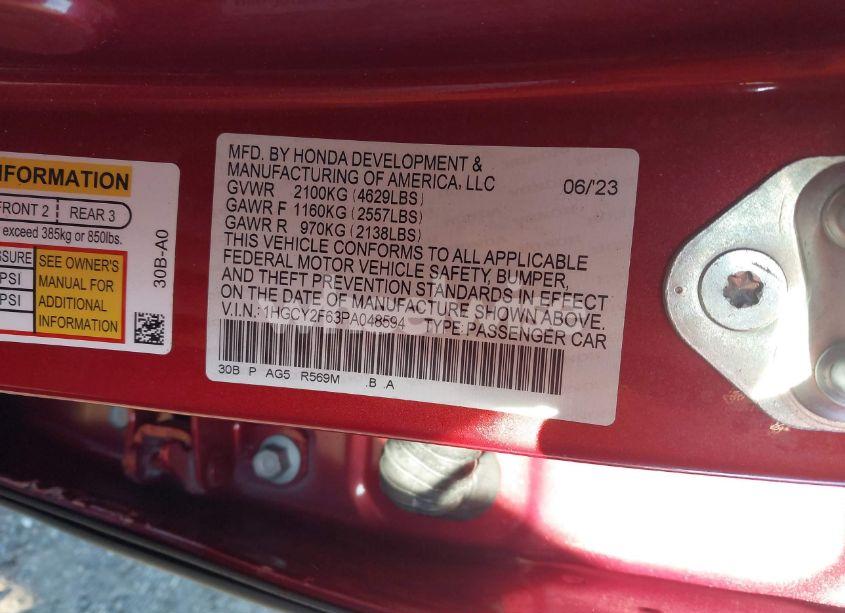 INFORMATION
FRONT 2 REAR 3
exceed 385kg or 850lbs.
PSI
PSI
SEE OWNER'S
MANUAL FOR
ADDITIONAL
INFORMATION
30B-A0
MFD. BY HONDA DEVELOPMENT &
MANUFACTURING OF AMERICA, LLC 06/'23
GVWR 2100KG (4629LBS)
GAWR F 1160KG (2557LBS)
GAWR R 970KG (2138LBS)
THIS VEHICLE CONFORMS TO ALL APPLICABLE
FEDERAL MOTOR VEHICLE SAFETY, BUMPER,
AND THEFT PREVENTION STANDARDS IN EFFECT
ON THE DATE OF MANUFACTURE SHOWN ABOVE.
V.I.N.: 1HGCY2F63PA048594 TYPE: PASSENGER CAR
30B P AG5 R569M .B .A